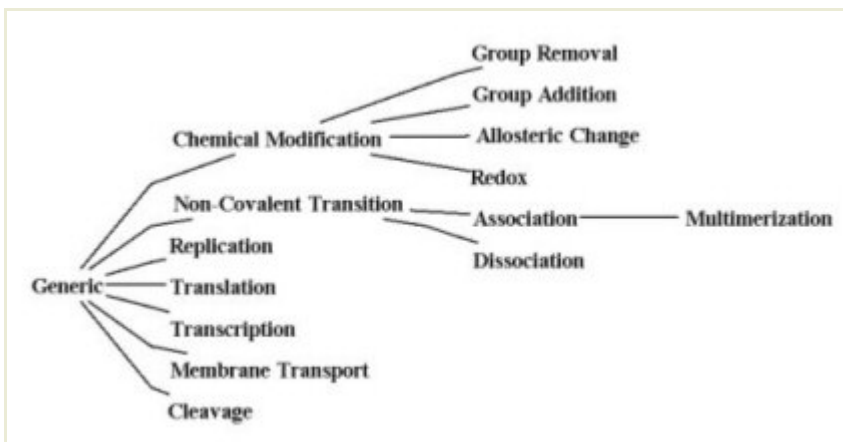 Group Removal
Group Addition
Chemical Modification
Allosteric Change
Redox
Non-Covalent Transition
Association
Multimerization
Replication
Dissociation
Generic
Translation
Transcription
Membrane Transport
Cleavage